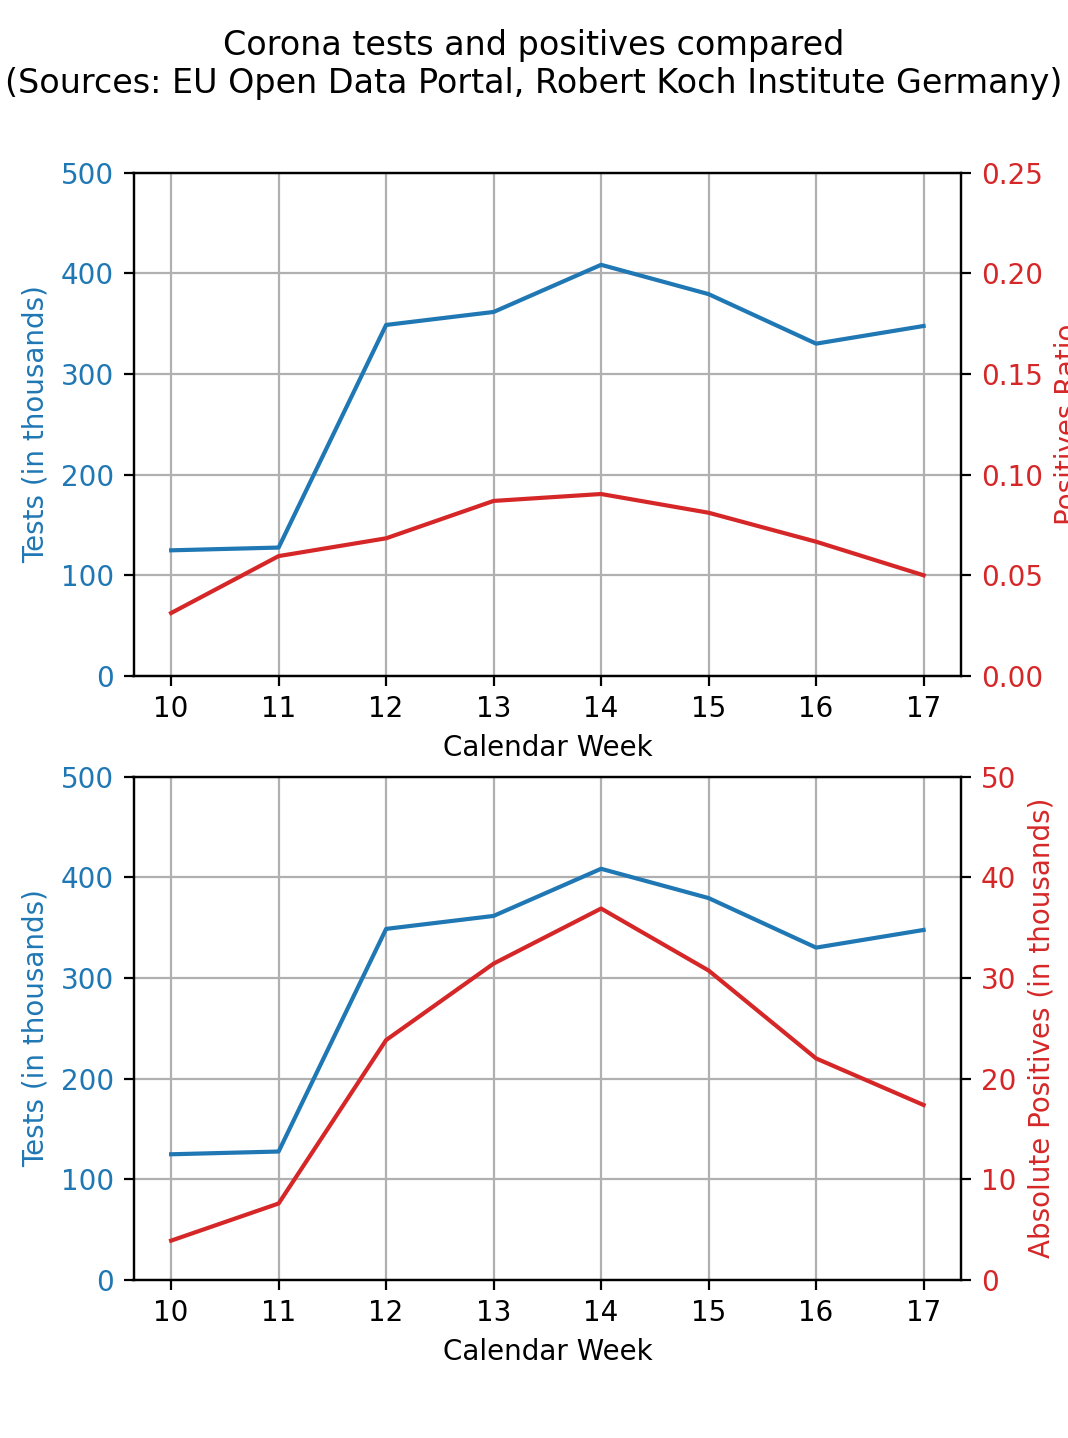 Corona tests and positives compared
(Sources: EU Open Data Portal, Robert Koch Institute Germany)
500
400
300
200
100
0
Tests (in thousands)
0.25
0.20
0.15
0.10
0.05
0.00
Positives Ratio
10 11 12 13 14 15 16 17
Calendar Week
500
400
300
200
100
0
Tests (in thousands)
50
40
30
20
10
0
Absolute Positives (in thousands)
10 11 12 13 14 15 16 17
Calendar Week